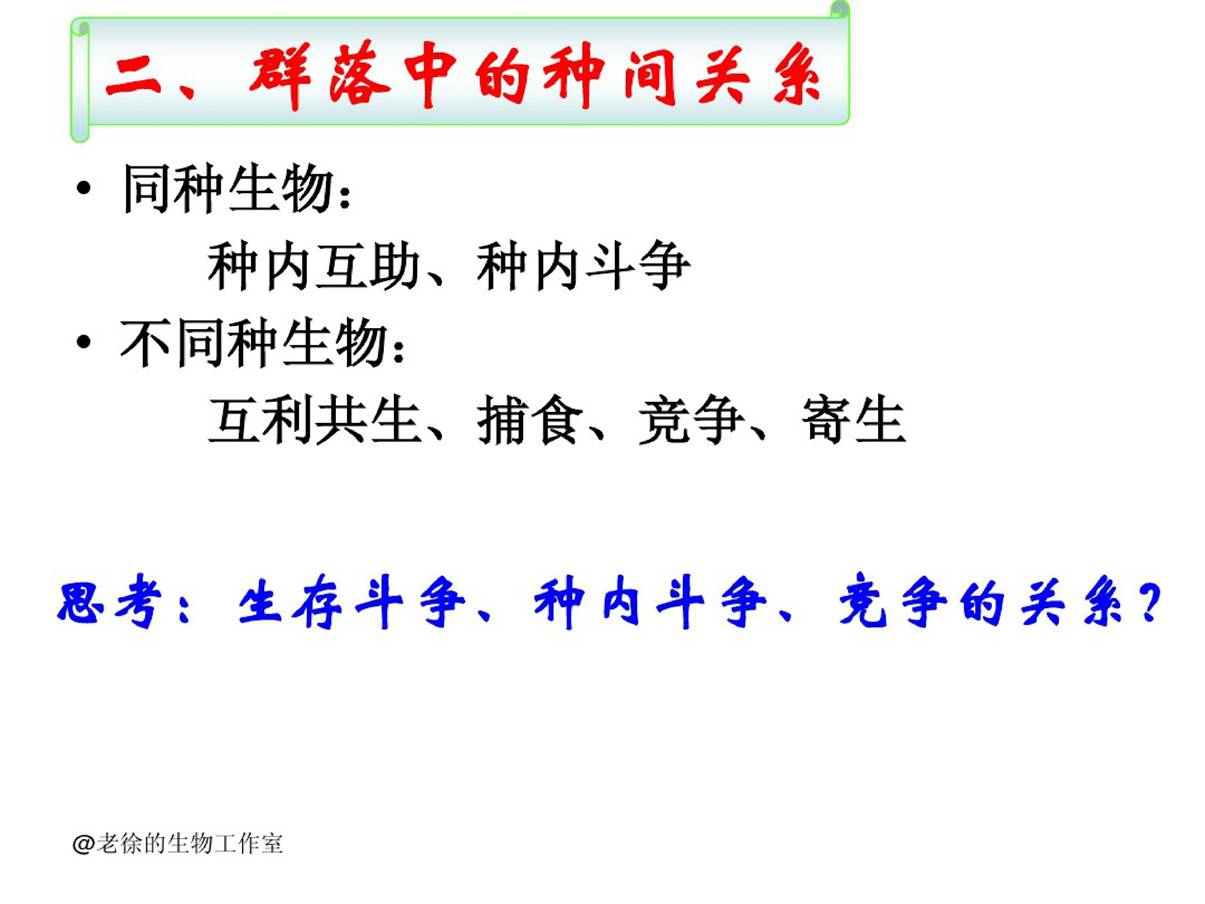 二、群落中的种间关系
• 同种生物：
种内互助、种内斗争
• 不同种生物：
互利共生、捕食、竞争、寄生
思考：生存斗争、种内斗争、竞争的关系？
@老徐的生物工作室